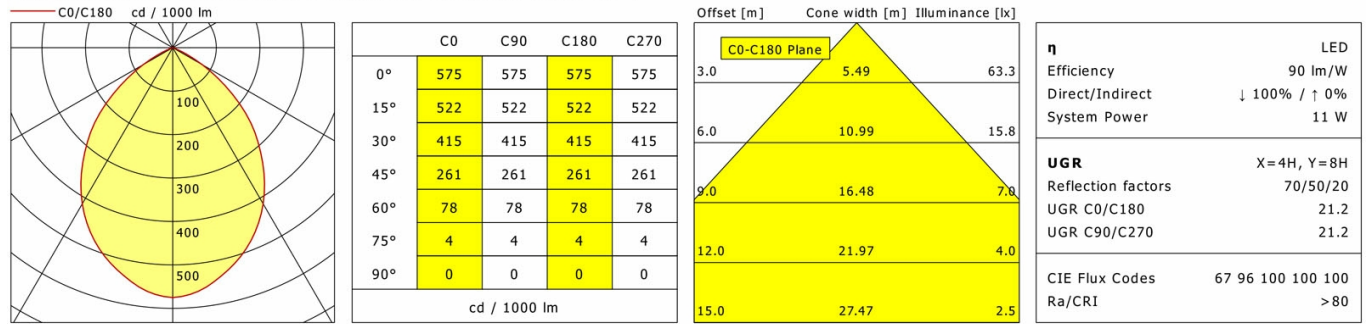 C0/C180 cd / 1000 lm
100
200
300
400
500
C0 C90 C180 C270
0° 575 575 575 575
15° 522 522 522 522
30° 415 415 415 415
45° 261 261 261 261
60° 78 78 78 78
75° 4 4 4 4
90° 0 0 0 0
cd / 1000 lm
Offset [m] Cone width [m] Illuminance [lx]
C0-C180 Plane
3.0 5.49 63.3
6.0 10.99 15.8
9.0 16.48 7.0
12.0 21.97 4.0
15.0 27.47 2.5
η LED
Efficiency 90 lm/W
Direct/Indirect ↓ 100% / ↑ 0%
System Power 11 W
UGR X=4H, Y=8H
Reflection factors 70/50/20
UGR C0/C180 21.2
UGR C90/C270 21.2
CIE Flux Codes 67 96 100 100 100
Ra/CRI >80